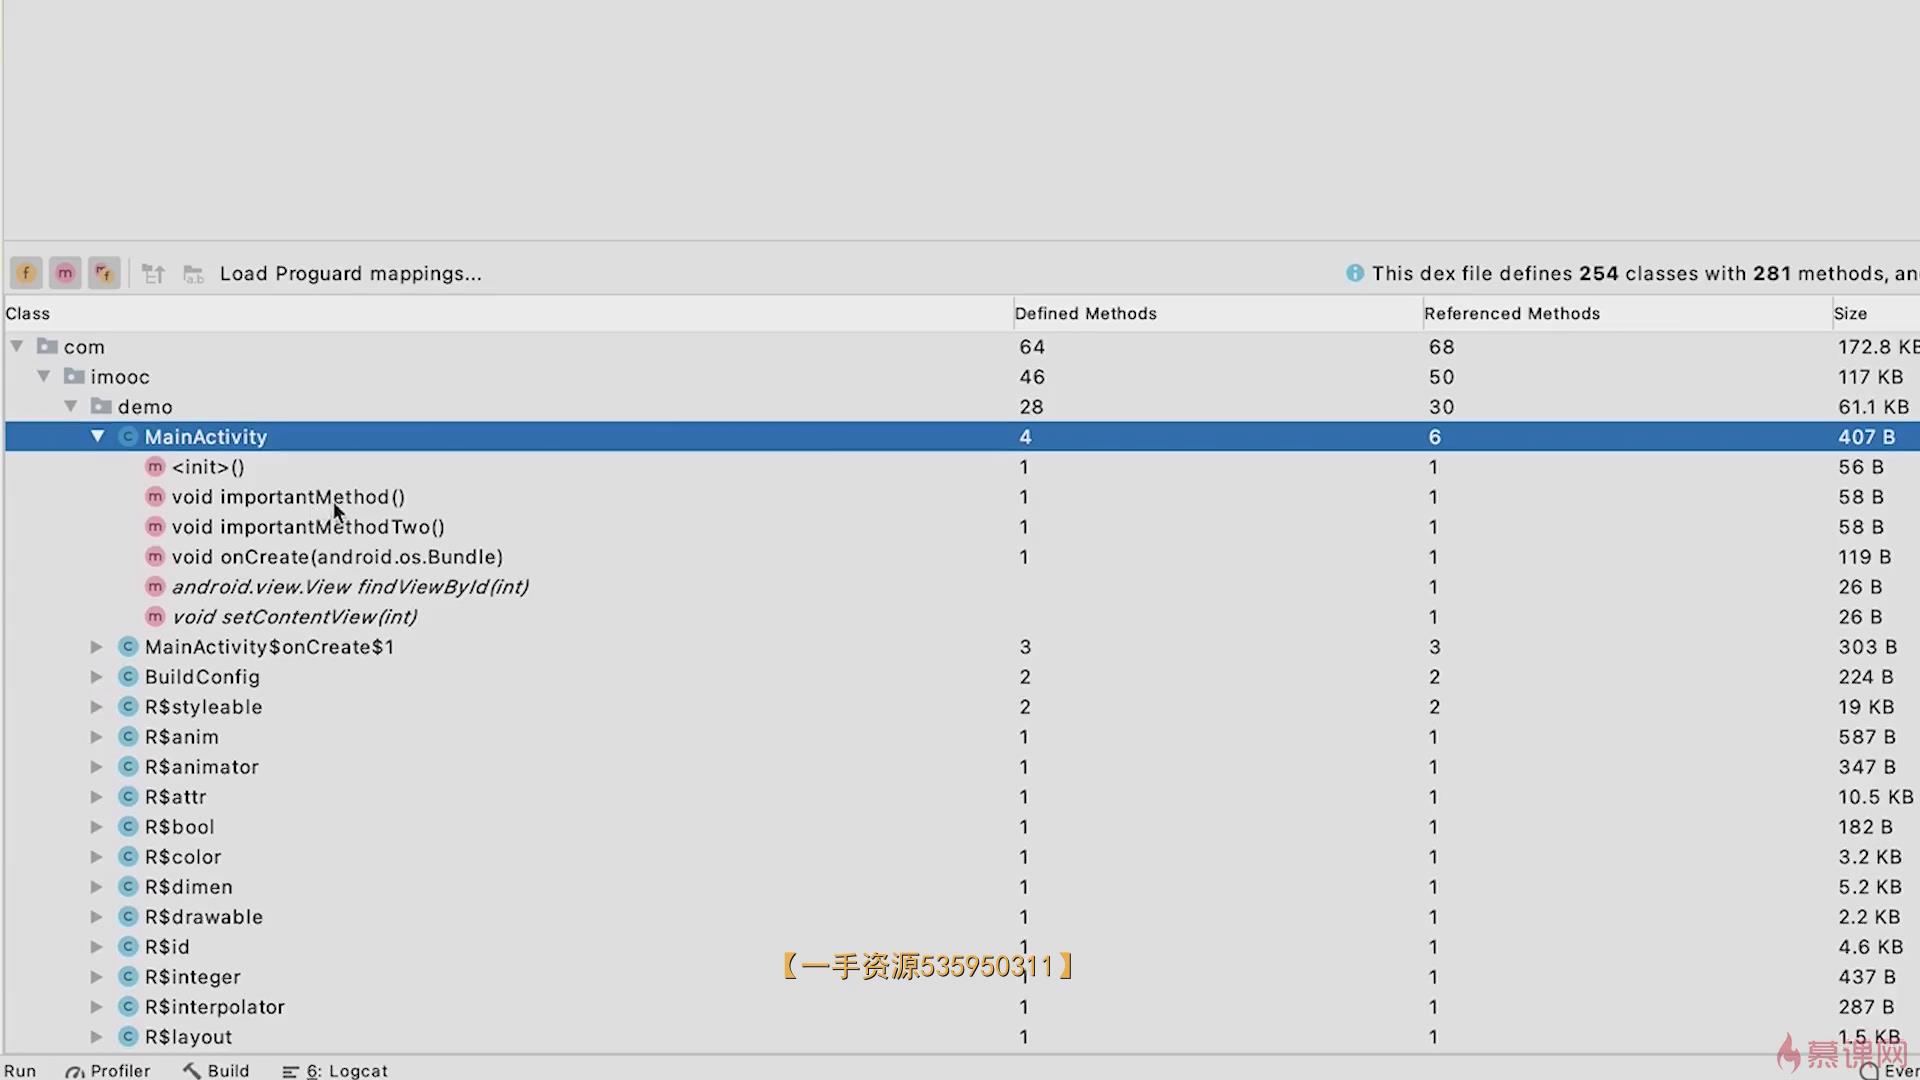 f m f Load Proguard mappings... This dex file defines 254 classes with 281 methods, an
Class Defined Methods Referenced Methods Size
com 64 68 172.8 KB
imooc 46 50 117 KB
demo 28 30 61.1 KB
C MainActivity 4 6 407 B
m <init>() 1 1 56 B
m void importantMethod() 1 1 58 B
m void importantMethodTwo() 1 1 58 B
m void onCreate(android.os.Bundle) 1 1 119 B
m android.view.View findViewById(int) 1 26 B
m void setContentView(int) 1 26 B
C MainActivity$onCreate$1 3 3 303 B
C BuildConfig 2 2 224 B
C R$styleable 2 2 19 KB
C R$anim 1 1 587 B
C R$animator 1 1 347 B
C R$attr 1 1 10.5 KB
C R$bool 1 1 182 B
C R$color 1 1 3.2 KB
C R$dimen 1 1 5.2 KB
C R$drawable 1 1 2.2 KB
C R$id 1 1 4.6 KB
【一手资源535950311】
C R$integer 1 1 437 B
C R$interpolator 1 1 287 B
C R$layout 1 1 1.5 KB
慕课网
Run Profiler Build 6: Logcat Ever